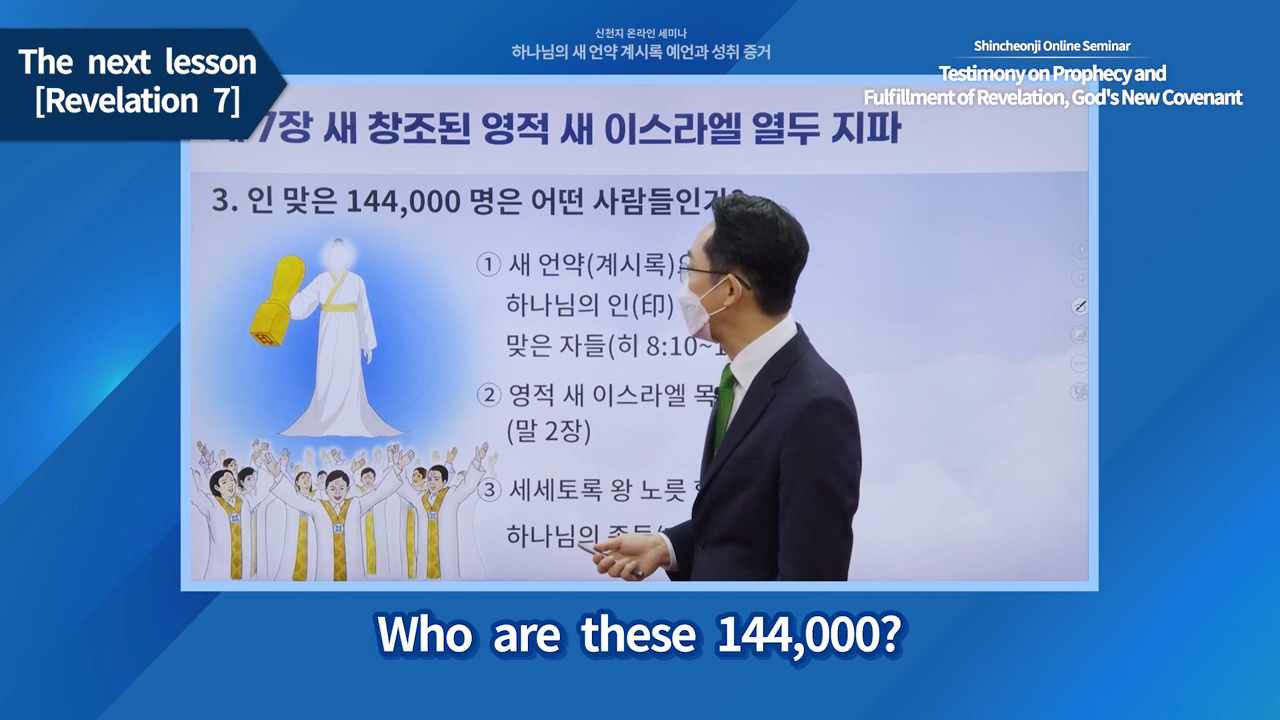 The next lesson
[Revelation 7]
신천지 온라인 세미나
하나님의 새 언약 계시록 예언과 성취 증거
Shincheonji Online Seminar
Testimony on Prophecy and
Fulfillment of Revelation, God's New Covenant
7장 새 창조된 영적 새 이스라엘 열두 지파
3. 인 맞은 144,000 명은 어떤 사람들인가?
① 새 언약(계시록)
하나님의 인(印)
맞은 자들(히 8:10~
② 영적 새 이스라엘
(말 2장)
③ 세세토록 왕 노릇
하나님의
Who are these 144,000?